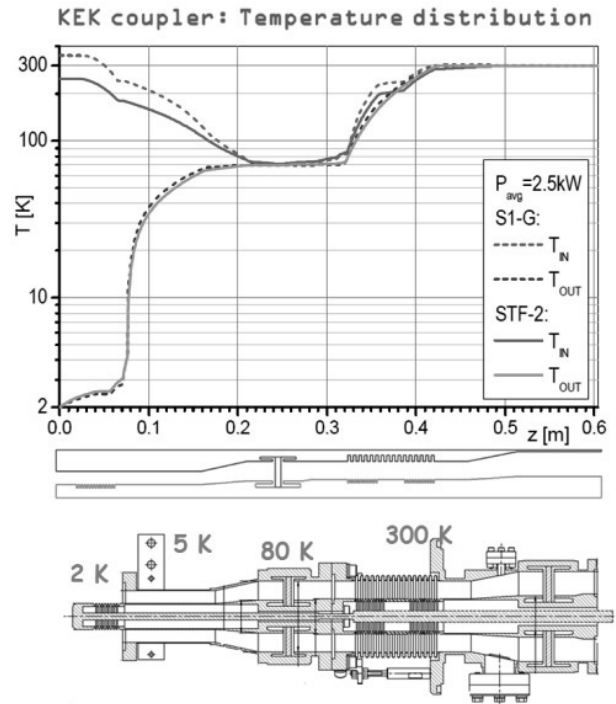 KEK coupler: Temperature distribution
300
100
10
2
T [K]
P_avg=2.5kW
S1-G:
T_IN
T_OUT
STF-2:
T_IN
T_OUT
0.0 0.1 0.2 0.3 0.4 0.5 0.6
z [m]
2 K
5 K
80 K
300 K